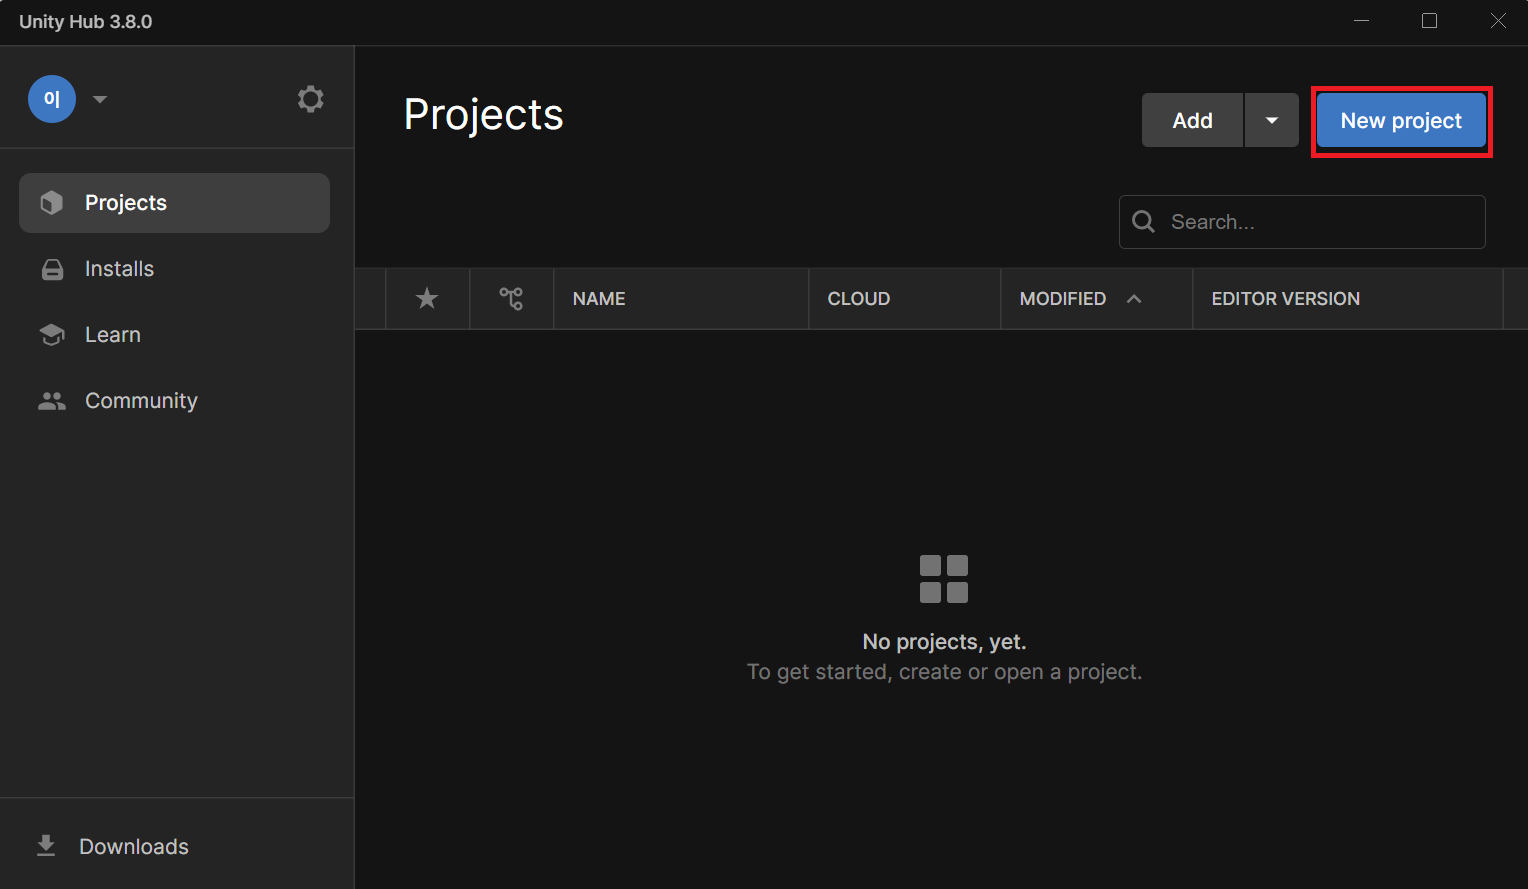 Unity Hub 3.8.0
이
Projects
Installs
Learn
Community
Downloads
Projects
Add
New project
Search...
NAME
CLOUD
MODIFIED
EDITOR VERSION
No projects, yet.
To get started, create or open a project.